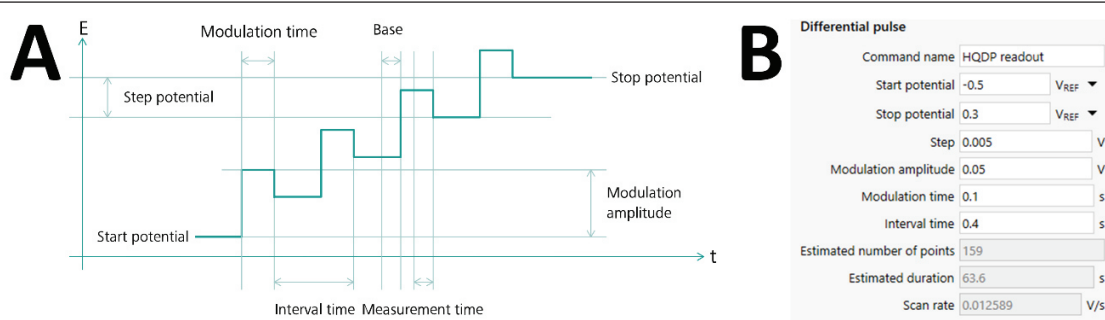 A
E
Modulation time
Base
Stop potential
Step potential
Modulation
amplitude
Start potential
t
Interval time
Measurement time
B
Differential pulse
Command name HQDP readout
Start potential -0.5 VREF
Stop potential 0.3 VREF
Step 0.005 V
Modulation amplitude 0.05 V
Modulation time 0.1 s
Interval time 0.4 s
Estimated number of points 159
Estimated duration 63.6 s
Scan rate 0.012589 V/s